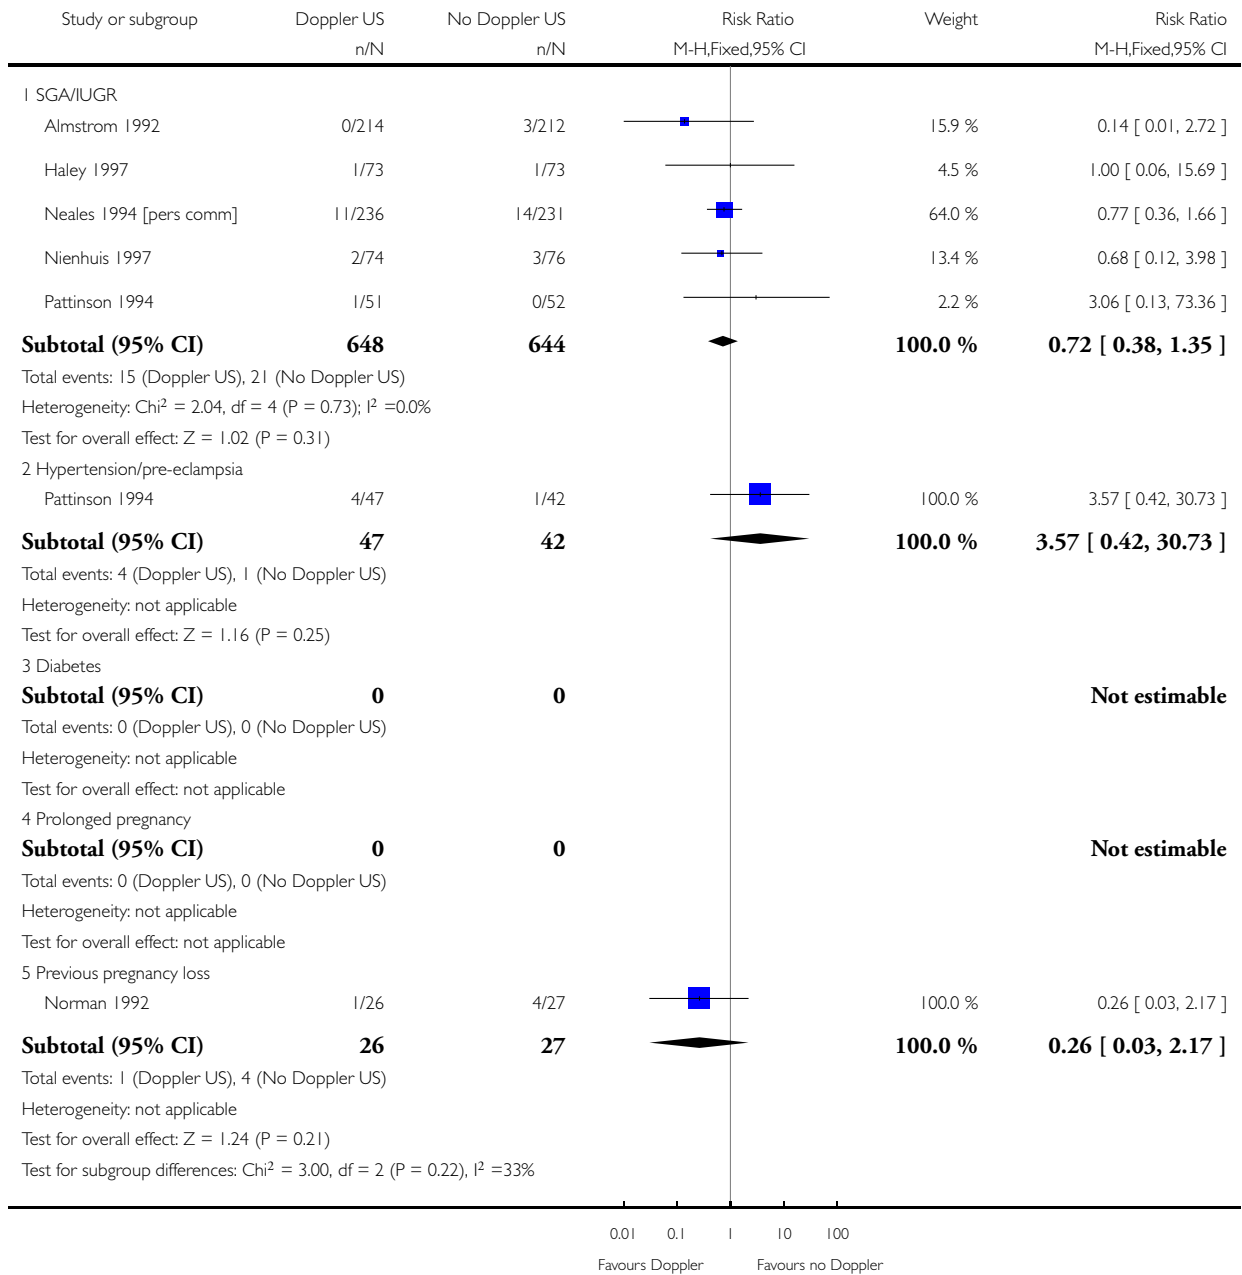 Study or subgroup Doppler US No Doppler US Risk Ratio Weight Risk Ratio
n/N n/N M-H,Fixed,95% CI M-H,Fixed,95% CI
1 SGA/IUGR
Almstrom 1992 0/214 3/212 15.9 % 0.14 [ 0.01, 2.72 ]
Haley 1997 1/73 1/73 4.5 % 1.00 [ 0.06, 15.69 ]
Neales 1994 [pers comm] 11/236 14/231 64.0 % 0.77 [ 0.36, 1.66 ]
Nienhuis 1997 2/74 3/76 13.4 % 0.68 [ 0.12, 3.98 ]
Pattinson 1994 1/51 0/52 2.2 % 3.06 [ 0.13, 73.36 ]
Subtotal (95% CI) 648 644 100.0 % 0.72 [ 0.38, 1.35 ]
Total events: 15 (Doppler US), 21 (No Doppler US)
Heterogeneity: Chi² = 2.04, df = 4 (P = 0.73); I² =0.0%
Test for overall effect: Z = 1.02 (P = 0.31)
2 Hypertension/pre-eclampsia
Pattinson 1994 4/47 1/42 100.0 % 3.57 [ 0.42, 30.73 ]
Subtotal (95% CI) 47 42 100.0 % 3.57 [ 0.42, 30.73 ]
Total events: 4 (Doppler US), 1 (No Doppler US)
Heterogeneity: not applicable
Test for overall effect: Z = 1.16 (P = 0.25)
3 Diabetes
Subtotal (95% CI) 0 0 Not estimable
Total events: 0 (Doppler US), 0 (No Doppler US)
Heterogeneity: not applicable
Test for overall effect: not applicable
4 Prolonged pregnancy
Subtotal (95% CI) 0 0 Not estimable
Total events: 0 (Doppler US), 0 (No Doppler US)
Heterogeneity: not applicable
Test for overall effect: not applicable
5 Previous pregnancy loss
Norman 1992 1/26 4/27 100.0 % 0.26 [ 0.03, 2.17 ]
Subtotal (95% CI) 26 27 100.0 % 0.26 [ 0.03, 2.17 ]
Total events: 1 (Doppler US), 4 (No Doppler US)
Heterogeneity: not applicable
Test for overall effect: Z = 1.24 (P = 0.21)
Test for subgroup differences: Chi² = 3.00, df = 2 (P = 0.22), I² =33%
0.01 0.1 1 10 100
Favours Doppler Favours no Doppler